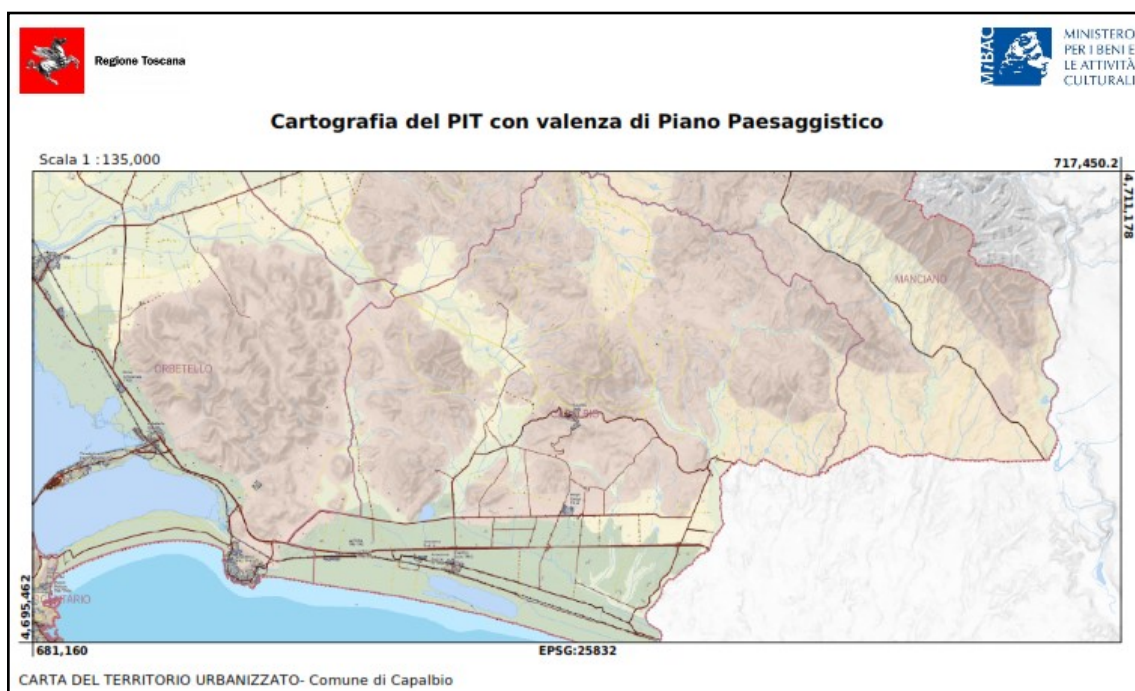 Regione Toscana
MiBAC
MINISTERO
PER I BENI E
LE ATTIVITÀ
CULTURALI
Cartografia del PIT con valenza di Piano Paesaggistico
Scala 1 :135,000
717,450.2
4,711,178
MANCIANO
ORBETELLO
CAPALBIO
4,695,462
681,160
EPSG:25832
CARTA DEL TERRITORIO URBANIZZATO- Comune di Capalbio